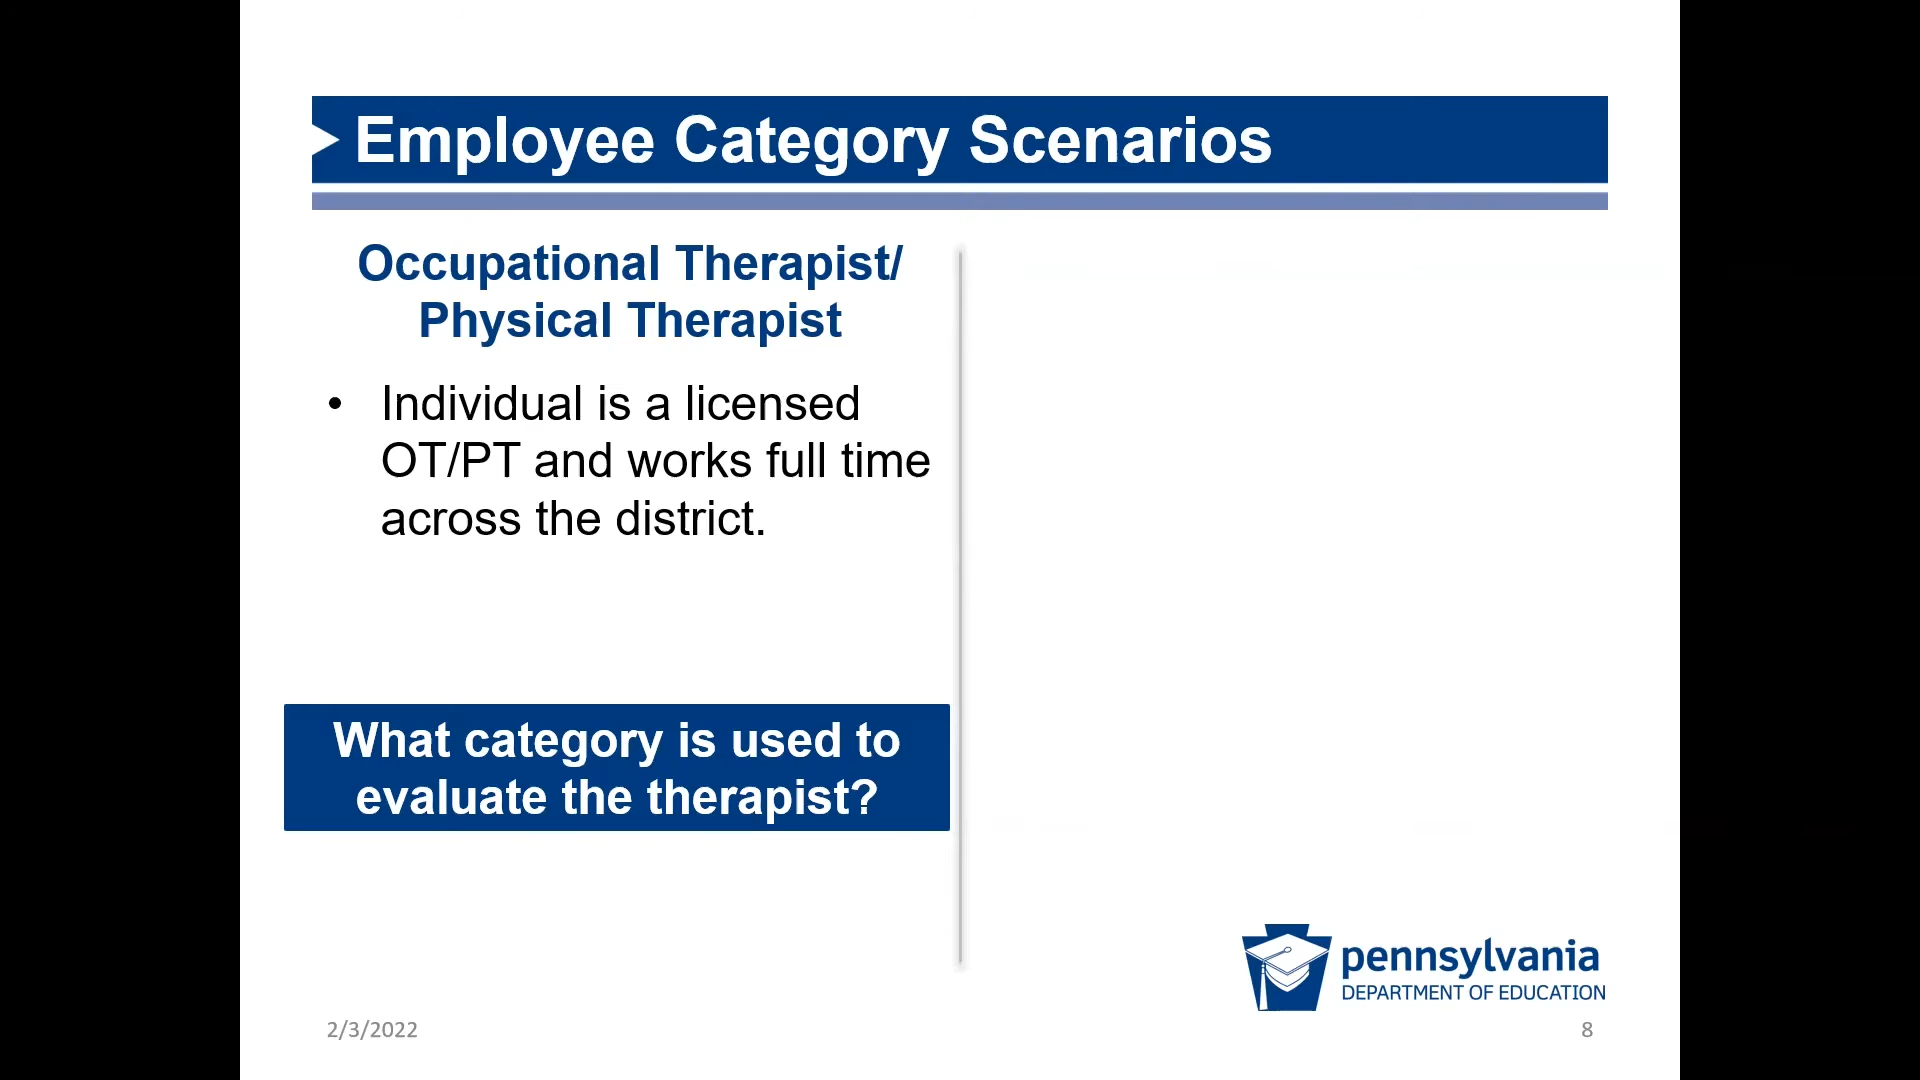 Employee Category Scenarios
Occupational Therapist/
Physical Therapist
• Individual is a licensed
OT/PT and works full time
across the district.
What category is used to
evaluate the therapist?
pennsylvania
DEPARTMENT OF EDUCATION
2/3/2022
8